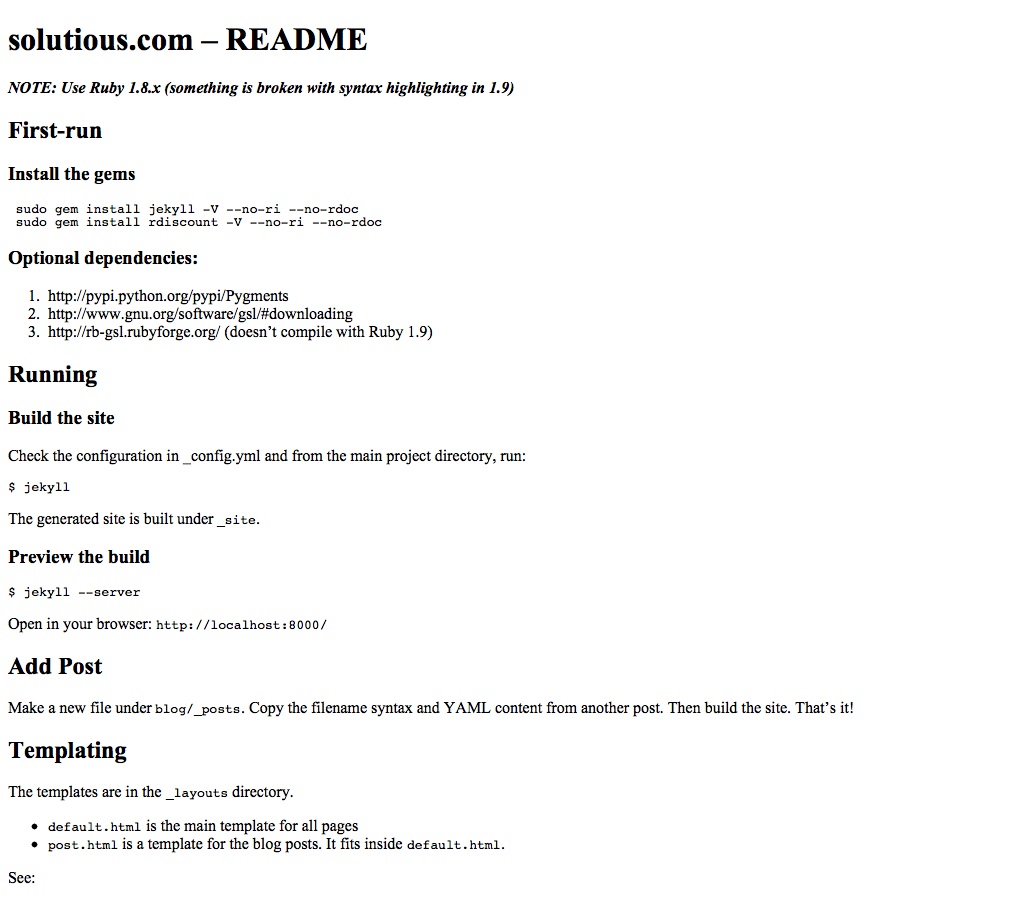 solutious.com – README
NOTE: Use Ruby 1.8.x (something is broken with syntax highlighting in 1.9)
First-run
Install the gems
sudo gem install jekyll -V --no-ri --no-rdoc
sudo gem install rdiscount -V --no-ri --no-rdoc
Optional dependencies:
1. http://pypi.python.org/pypi/Pygments
2. http://www.gnu.org/software/gsl/#downloading
3. http://rb-gsl.rubyforge.org/ (doesn’t compile with Ruby 1.9)
Running
Build the site
Check the configuration in _config.yml and from the main project directory, run:
$ jekyll
The generated site is built under _site.
Preview the build
$ jekyll --server
Open in your browser: http://localhost:8000/
Add Post
Make a new file under blog/_posts. Copy the filename syntax and YAML content from another post. Then build the site. That’s it!
Templating
The templates are in the _layouts directory.
• default.html is the main template for all pages
• post.html is a template for the blog posts. It fits inside default.html.
See: